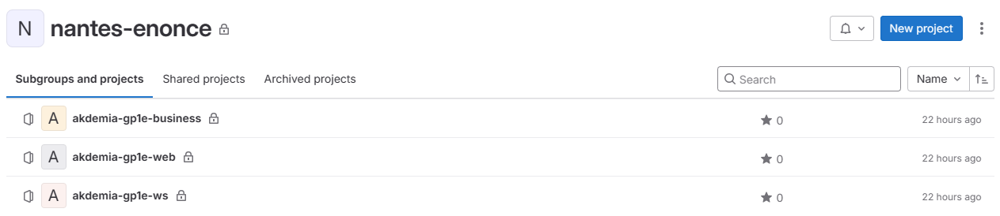 N nantes-enonce New project
Subgroups and projects Shared projects Archived projects Search Name
A akdemia-gp1e-business 0 22 hours ago
A akdemia-gp1e-web 0 22 hours ago
A akdemia-gp1e-ws 0 22 hours ago